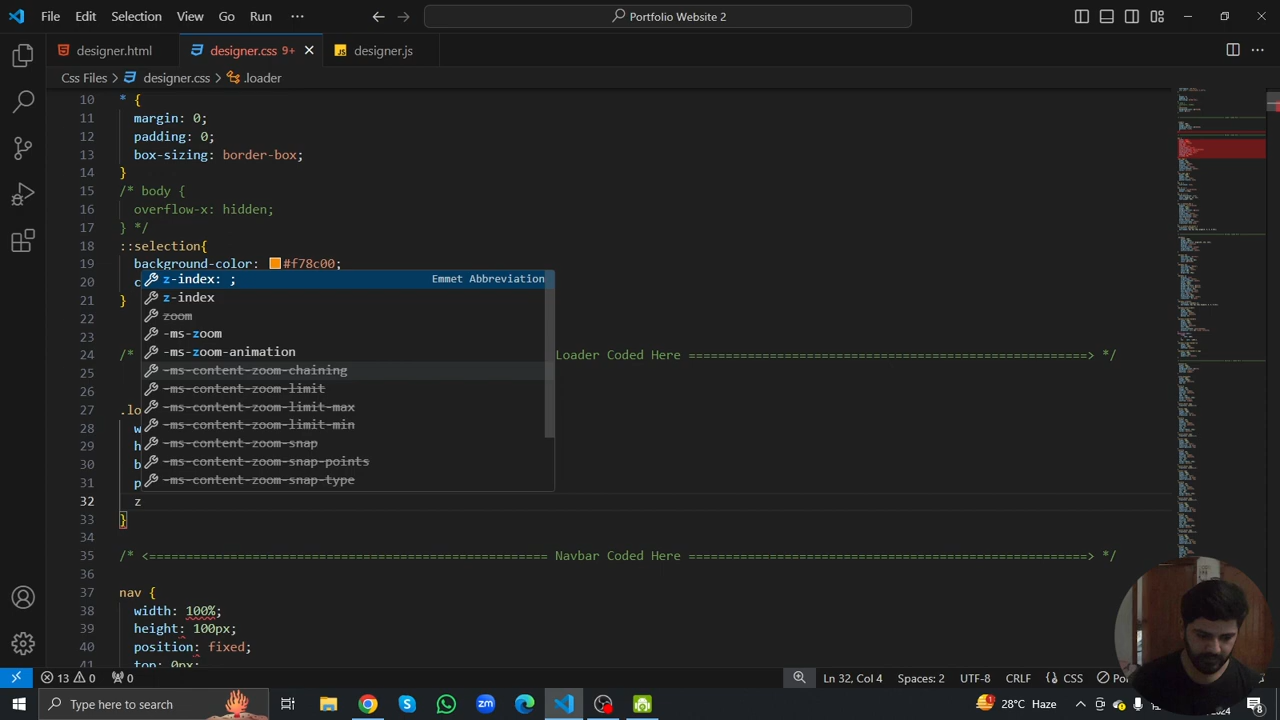 File Edit Selection View Go Run ··· Portfolio Website 2
designer.html designer.css 9+ designer.js
Css Files > designer.css > .loader
10 * {
11 margin: 0;
12 padding: 0;
13 box-sizing: border-box;
14 }
15 /* body {
16 overflow-x: hidden;
17 } */
18 ::selection{
19 background-color: #f78c00;
20 c
21 }
22
23
24 /* Loader Coded Here =====================================================> */
25
26
27 .lo
28 w
29 h
30 b
31 p
32 z
33 }
34
35 /* <===================================================== Navbar Coded Here =====================================================> */
36
37 nav {
38 width: 100%;
39 height: 100px;
40 position: fixed;
41 top: 0px;
z-index: ; Emmet Abbreviation
z-index
zoom
-ms-zoom
-ms-zoom-animation
-ms-content-zoom-chaining
-ms-content-zoom-limit
-ms-content-zoom-limit-max
-ms-content-zoom-limit-min
-ms-content-zoom-snap
-ms-content-zoom-snap-points
-ms-content-zoom-snap-type
13 0 0 Ln 32, Col 4 Spaces: 2 UTF-8 CRLF {} CSS
Type here to search 28°C Haze 8